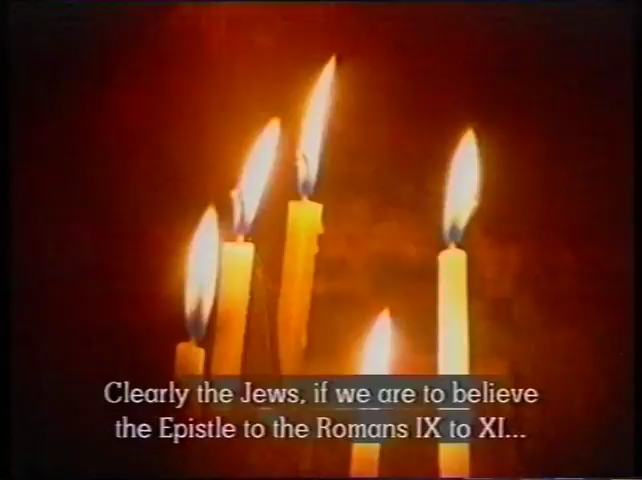 Clearly the Jews, if we are to believe
the Epistle to the Romans IX to XI...